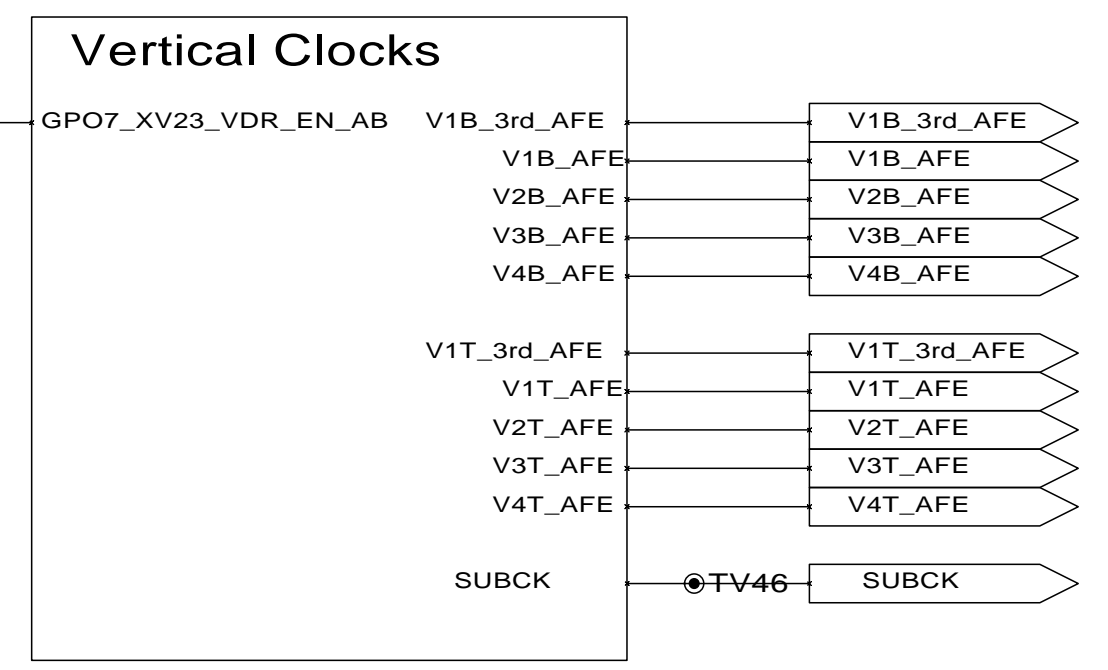 Vertical Clocks
GPO7_XV23_VDR_EN_AB V1B_3rd_AFE V1B_3rd_AFE
V1B_AFE V1B_AFE
V2B_AFE V2B_AFE
V3B_AFE V3B_AFE
V4B_AFE V4B_AFE
V1T_3rd_AFE V1T_3rd_AFE
V1T_AFE V1T_AFE
V2T_AFE V2T_AFE
V3T_AFE V3T_AFE
V4T_AFE V4T_AFE
SUBCK TV46 SUBCK